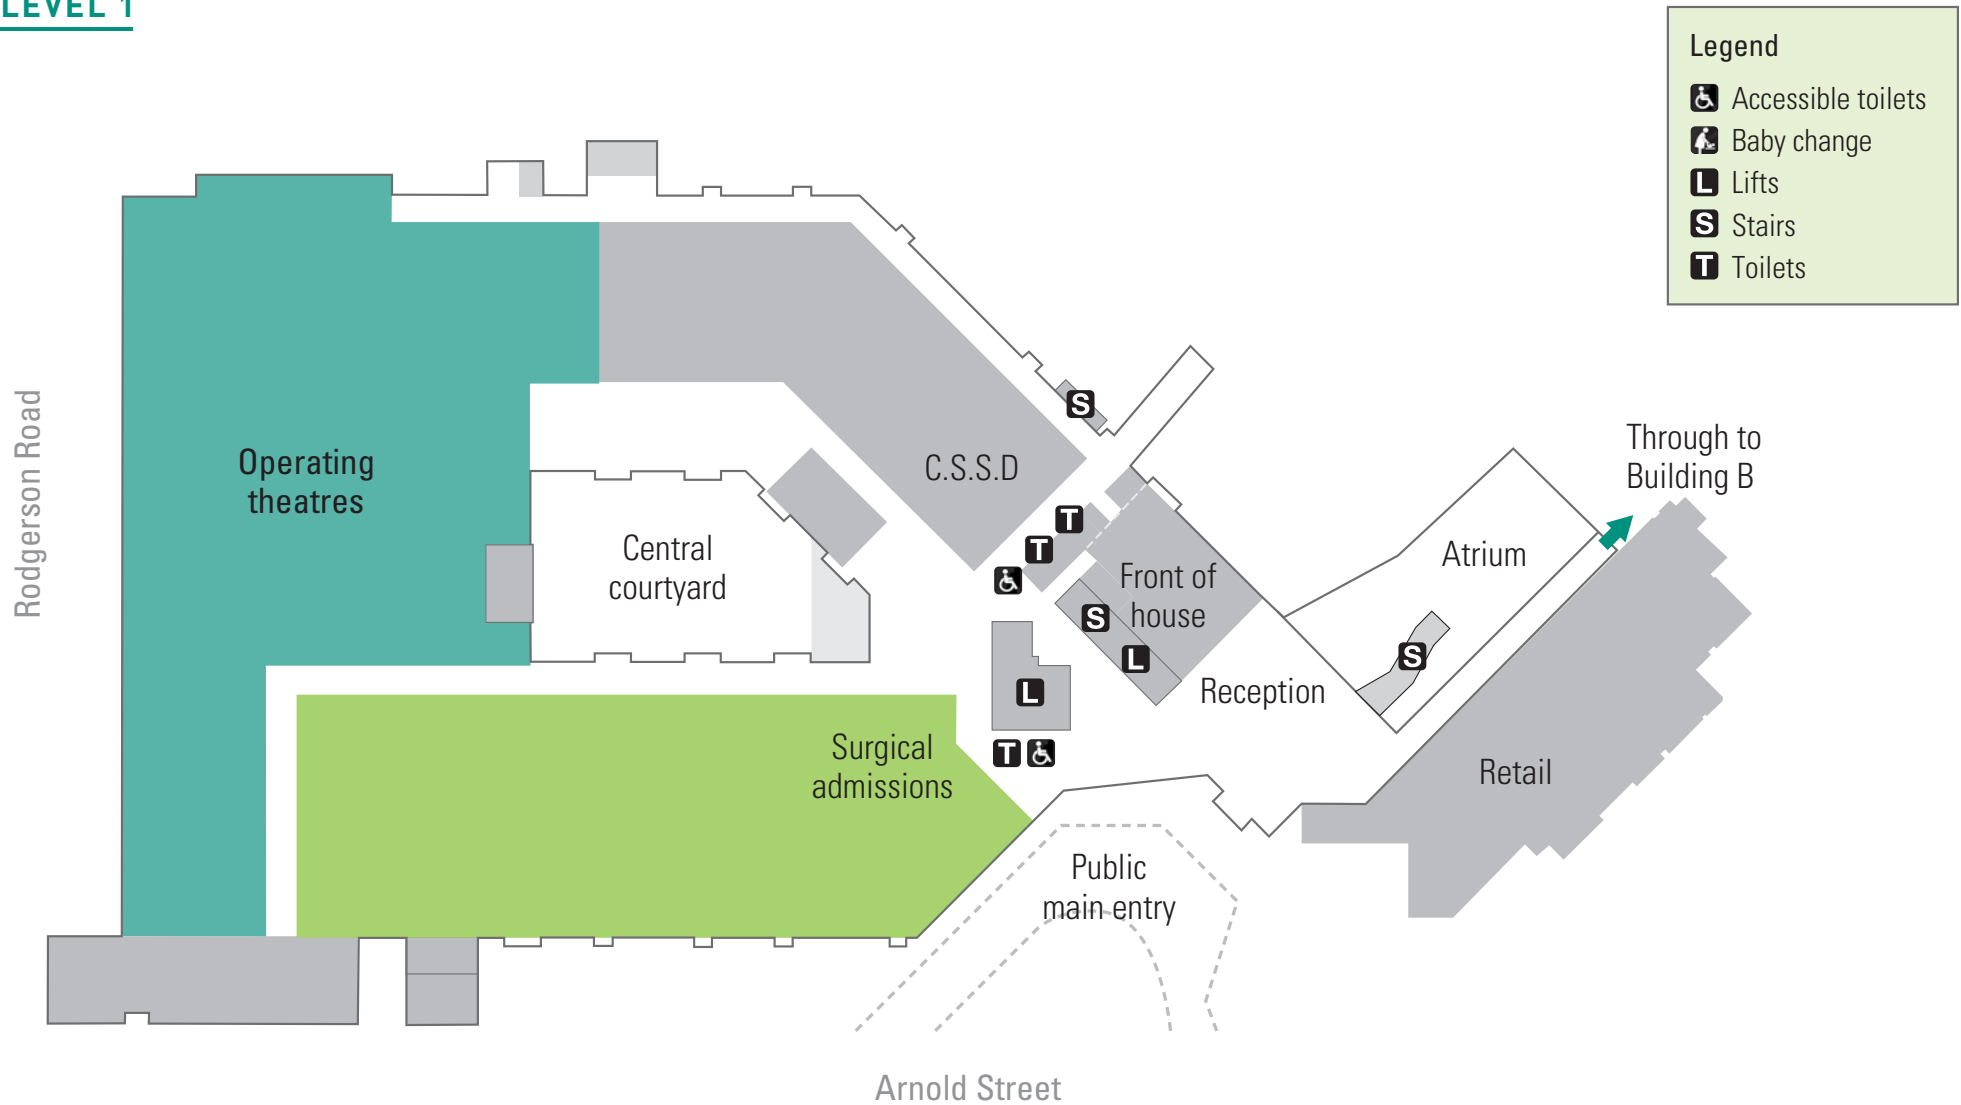 LEVEL 1
Legend
Accessible toilets
Baby change
L Lifts
S Stairs
T Toilets
Rodgerson Road
Operating
theatres
C.S.S.D
S
Through to
Building B
Central
courtyard
T
T
Front of
house
S
L
Atrium
S
L
Reception
Surgical
admissions
T
Retail
Public
main entry
Arnold Street